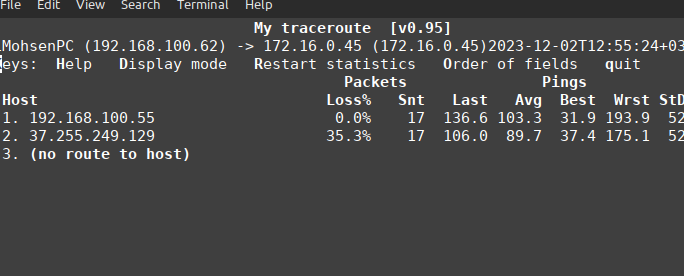 File Edit View Search Terminal Help
My traceroute [v0.95]
MohsenPC (192.168.100.62) -> 172.16.0.45 (172.16.0.45)2023-12-02T12:55:24+03
eys: Help Display mode Restart statistics Order of fields quit
Packets Pings
Host Loss% Snt Last Avg Best Wrst StD
1. 192.168.100.55 0.0% 17 136.6 103.3 31.9 193.9 52
2. 37.255.249.129 35.3% 17 106.0 89.7 37.4 175.1 52
3. (no route to host)